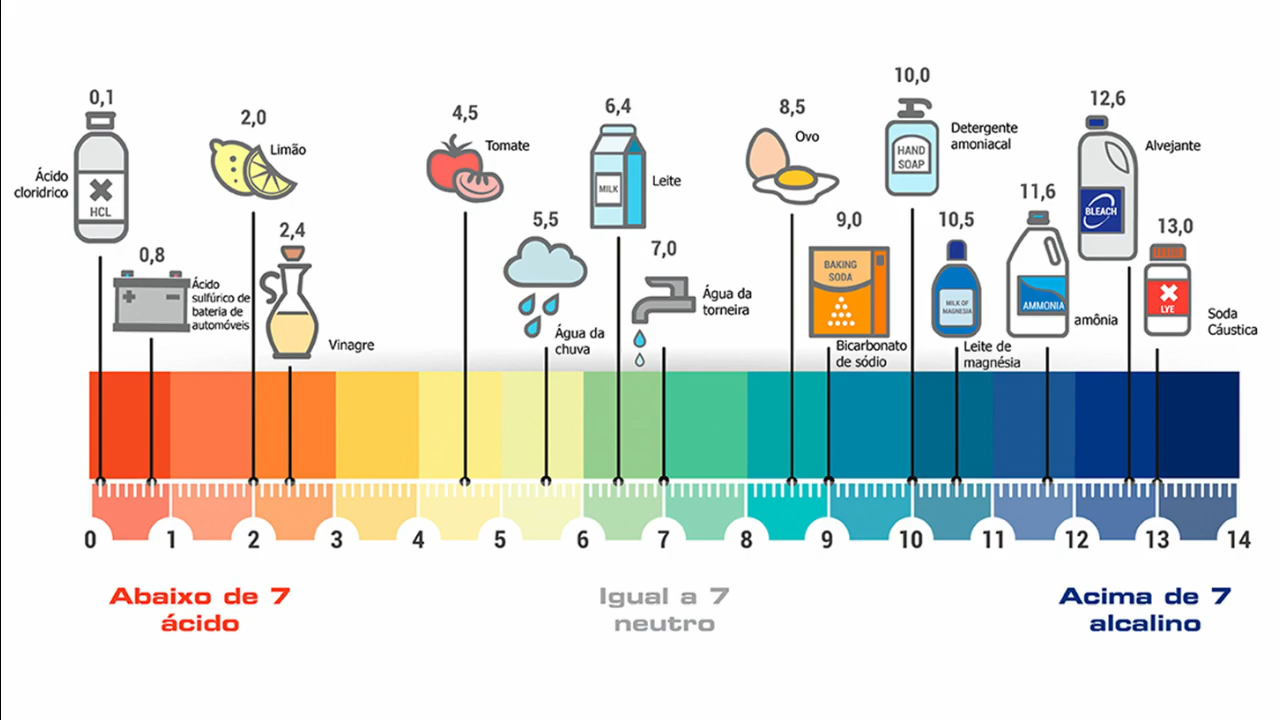 0,1
Ácido
cloridrico
HCL
0,8
Ácido
sulfúrico de
bateria de
automóveis
2,0
Limão
2,4
Vinagre
4,5
Tomate
5,5
Água da
chuva
6,4
MILK
Leite
7,0
Água da
torneira
8,5
Ovo
9,0
BAKING
SODA
Bicarbonato
de sódio
10,0
HAND
SOAP
Detergente
amoniacal
10,5
MILK OF
MAGNESIA
Leite de
magnésia
11,6
AMMONIA
amônia
12,6
BLEACH
Alvejante
13,0
LYE
Soda
Cáustica
0 1 2 3 4 5 6 7 8 9 10 11 12 13 14
Abaixo de 7
ácido
Igual a 7
neutro
Acima de 7
alcalino